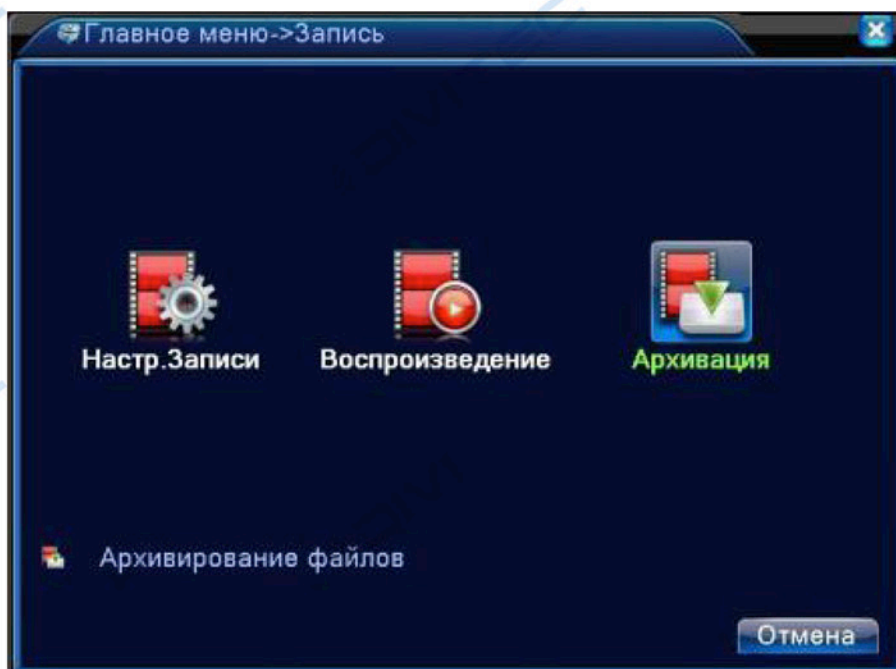 Главное меню->Запись
Настр.Записи
Воспроизведение
Архивация
Архивирование файлов
Отмена